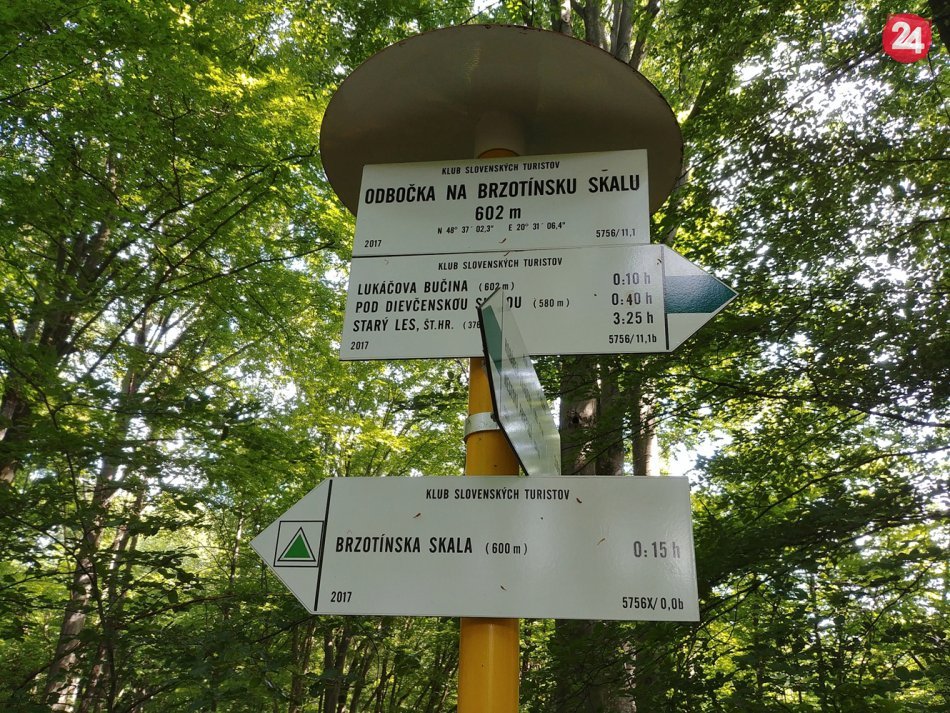 24
KLUB SLOVENSKÝCH TURISTOV
ODBOČKA NA BRZOTÍNSKU SKALU
602 m
N 48° 37´ 02,3" E 20° 31´ 06,4"
2017 5756/11,1
KLUB SLOVENSKÝCH TURISTOV
LUKÁČOVA BUČINA (602 m) 0:10 h
POD DIEVČENSKOU (580 m) 0:40 h
STARÝ LES, ŠT.HR. 3:25 h
2017 5756/11,1b
KLUB SLOVENSKÝCH TURISTOV
BRZOTÍNSKA SKALA (600 m) 0:15 h
2017 5756X/0,0b